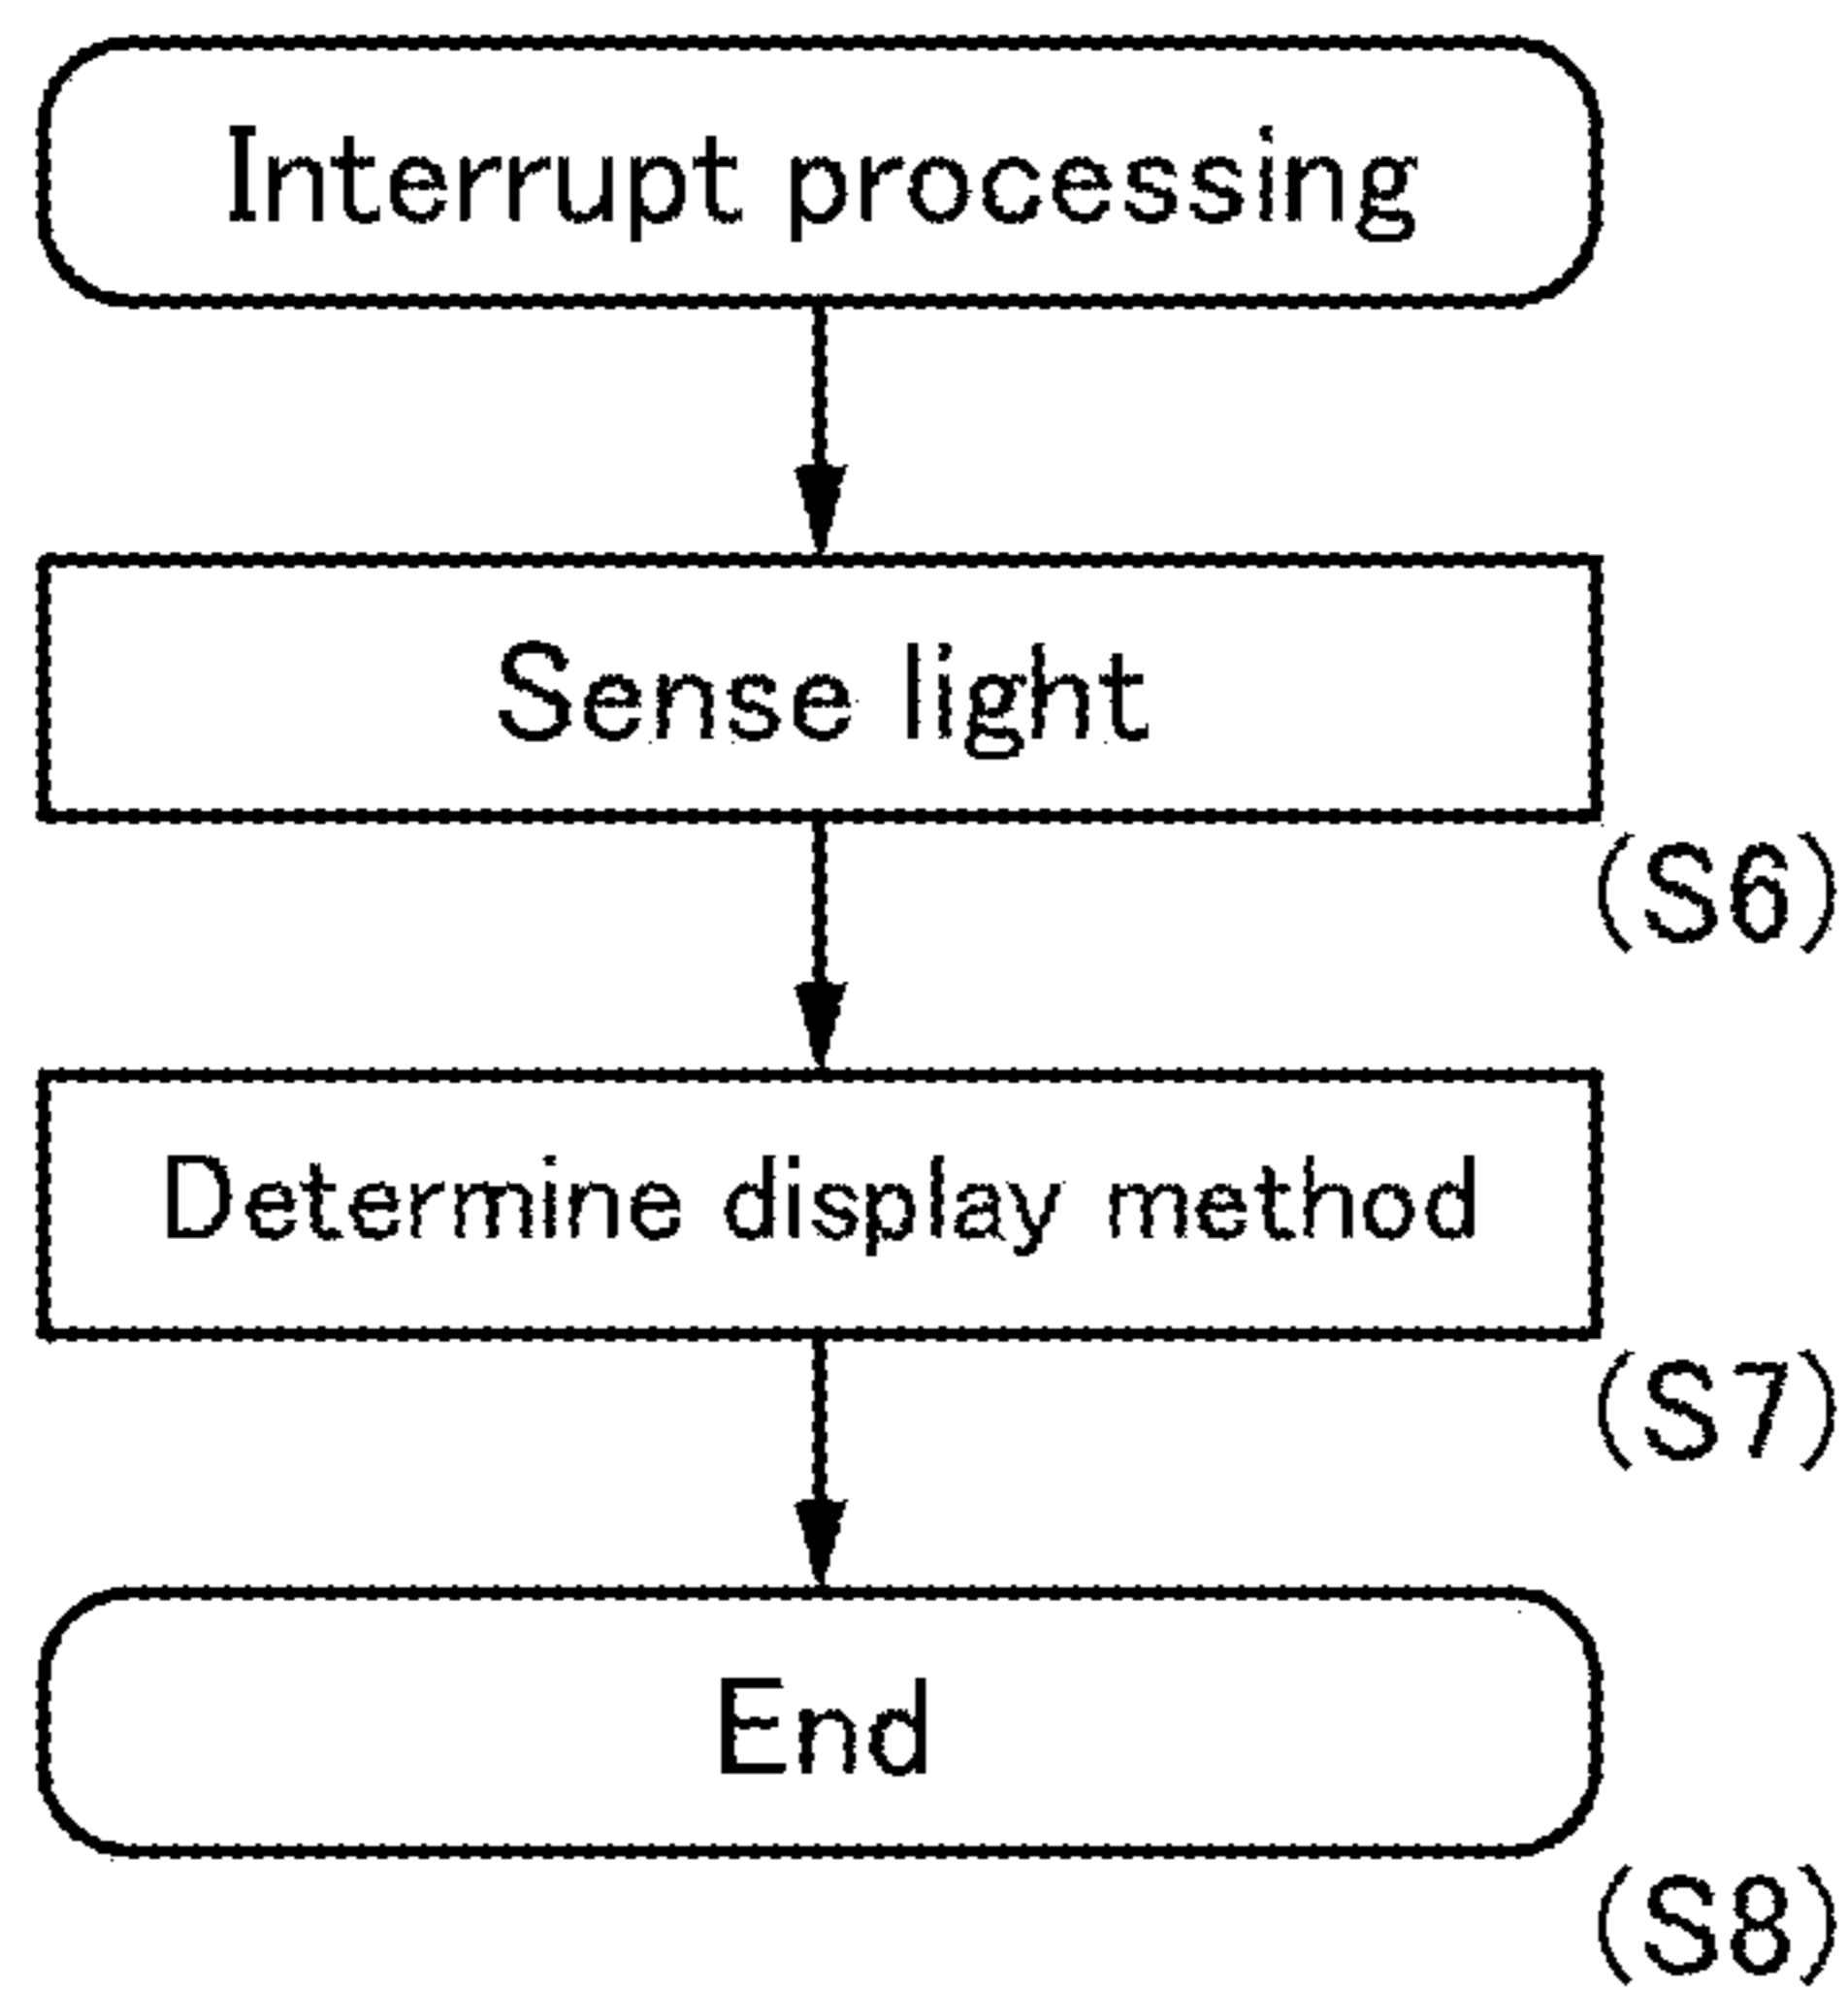 Interrupt processing
Sense light
(S6)
Determine display method
(S7)
End
(S8)